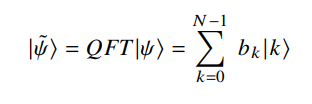 |ψ̃⟩ = QFT|ψ⟩ = ∑_{k=0}^{N−1} b_k|k⟩